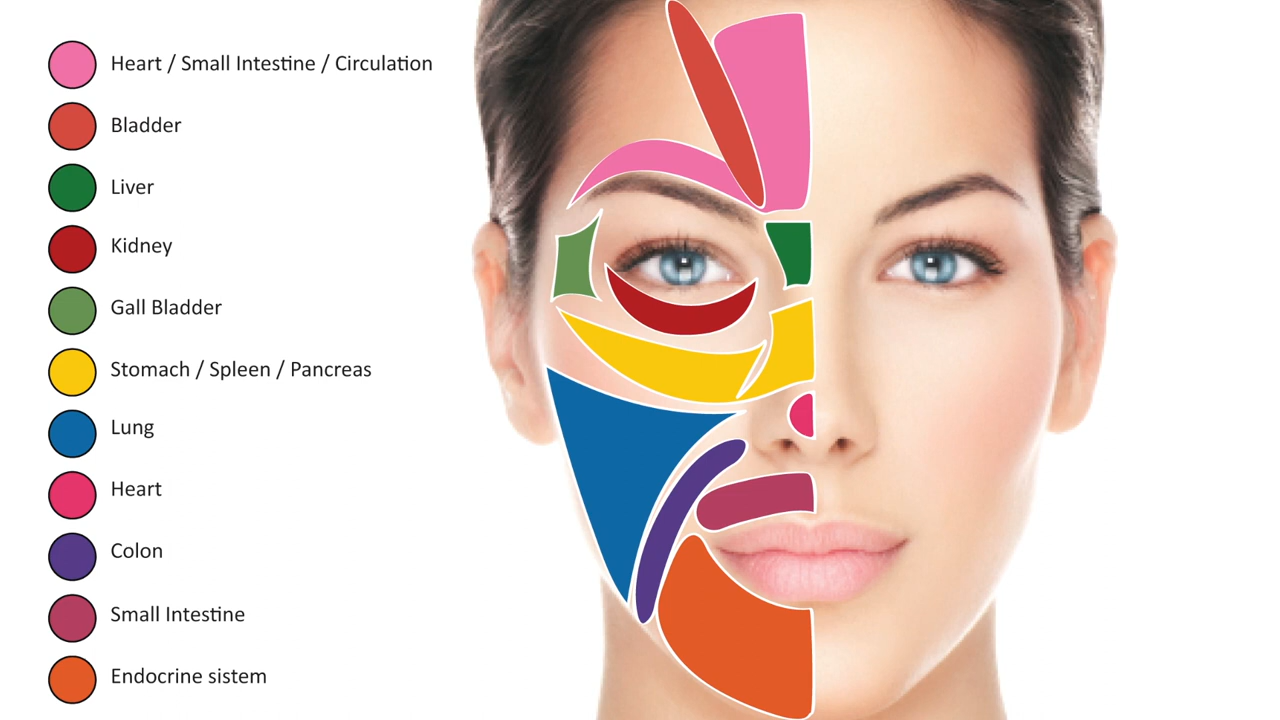 Heart / Small Intestine / Circulation
Bladder
Liver
Kidney
Gall Bladder
Stomach / Spleen / Pancreas
Lung
Heart
Colon
Small Intestine
Endocrine sistem